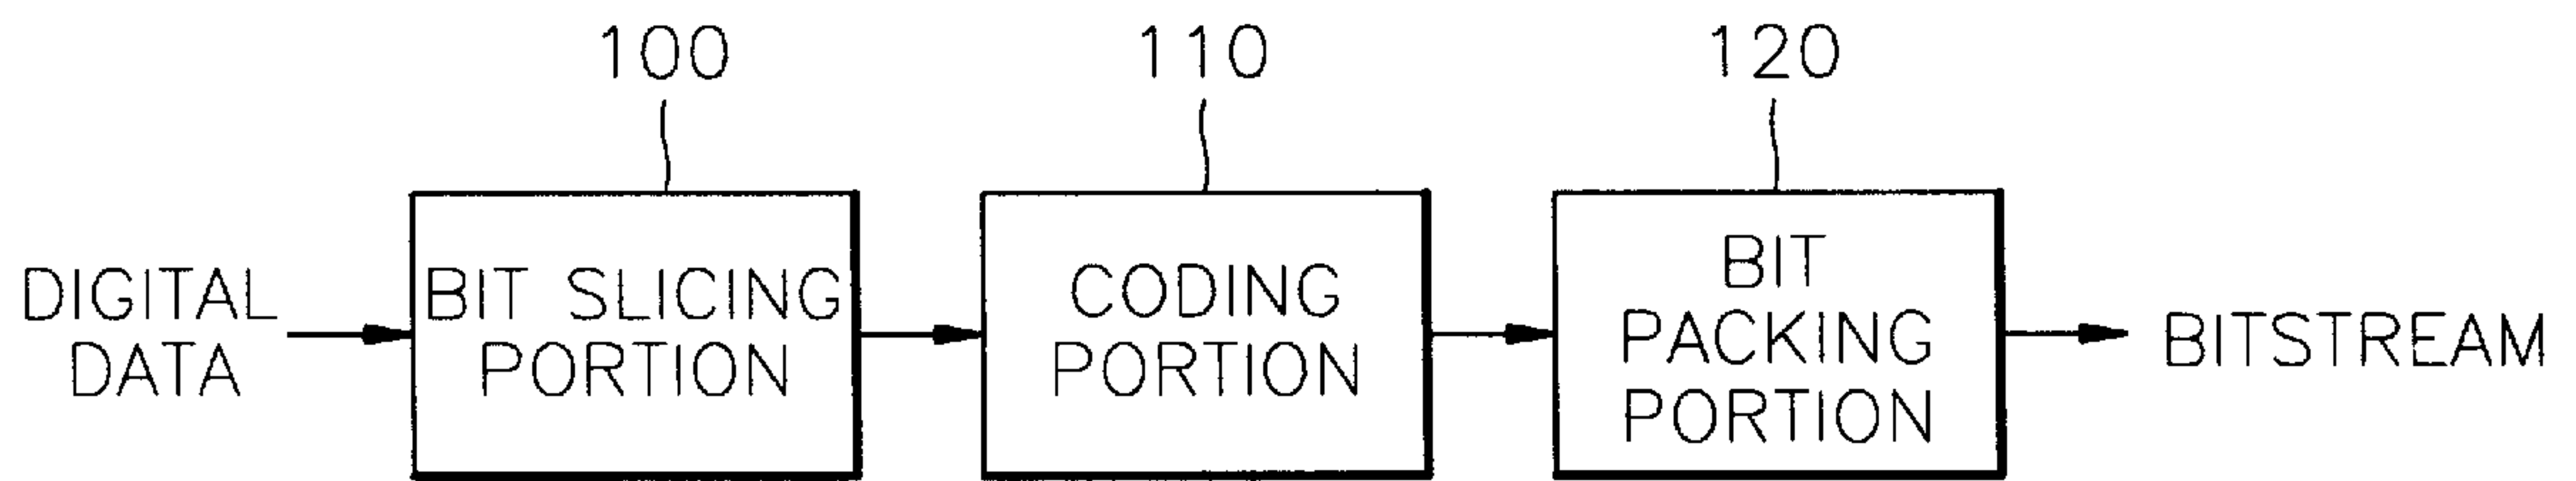 100
110
120
DIGITAL
DATA
BIT SLICING
PORTION
CODING
PORTION
BIT
PACKING
PORTION
BITSTREAM